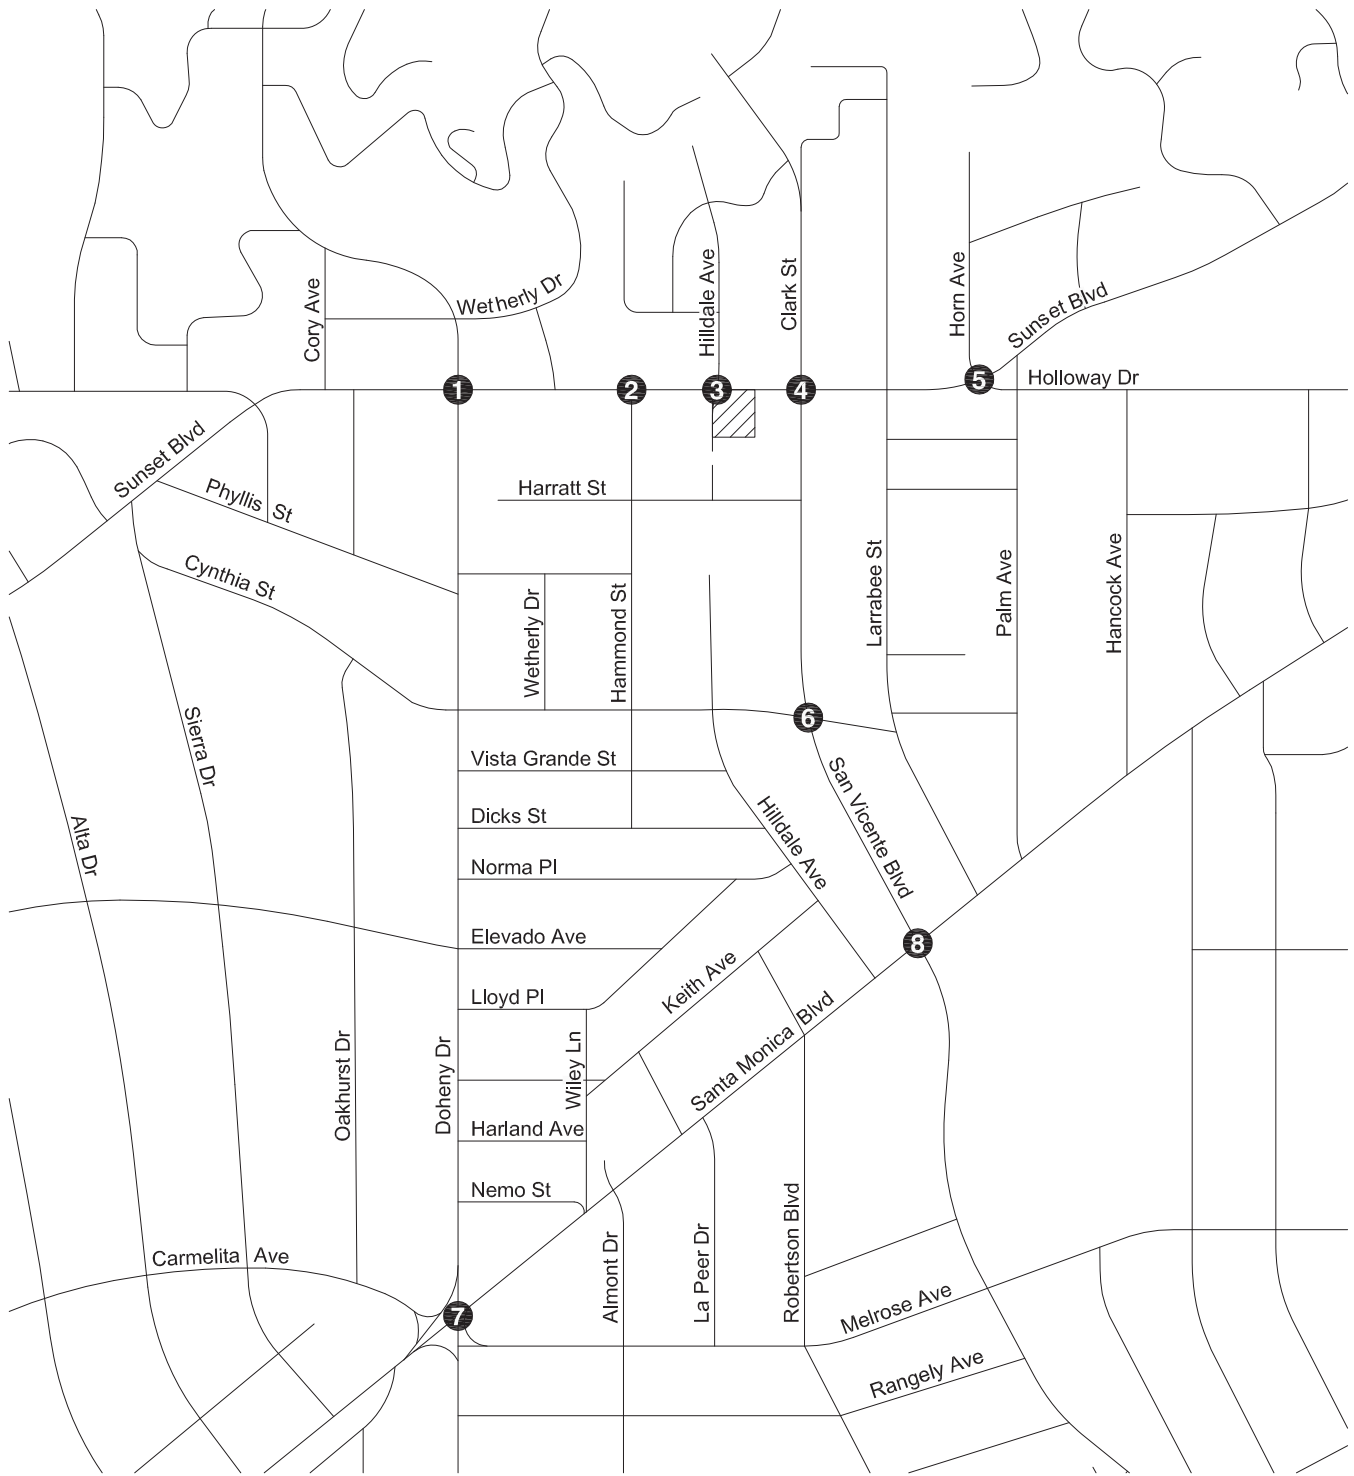 Wetherly Dr
Cory Ave
Hilldale Ave
Clark St
Horn Ave
Sunset Blvd
1
2
3
4
5
Holloway Dr
Sunset Blvd
Phyllis St
Harratt St
Cynthia St
Wetherly Dr
Hammond St
Larrabee St
Palm Ave
Hancock Ave
6
Sierra Dr
Vista Grande St
San Vicente Blvd
Alta Dr
Dicks St
Hilldale Ave
Norma Pl
Elevado Ave
8
Keith Ave
Lloyd Pl
Santa Monica Blvd
Oakhurst Dr
Doheny Dr
Wiley Ln
Harland Ave
Nemo St
Carmelita Ave
Almont Dr
La Peer Dr
Robertson Blvd
7
Melrose Ave
Rangely Ave